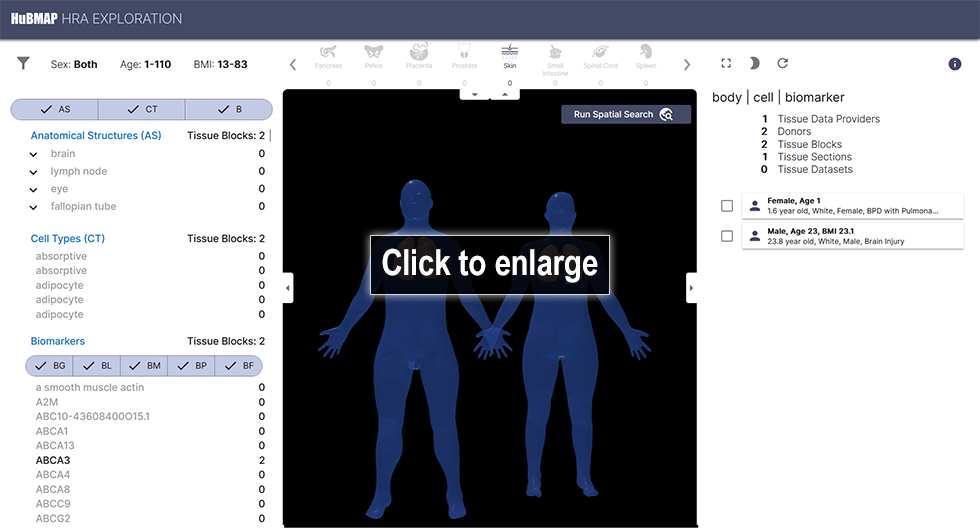 HuBMAP HRA EXPLORATION
Sex: Both Age: 1-110 BMI: 13-83
Pancreas Pelvis Placenta Prostate Skin Small Intestine Spinal Cord Spleen
0 0 0 0 0 0 0 0
AS CT B
Anatomical Structures (AS) Tissue Blocks: 2
brain 0
lymph node 0
eye 0
fallopian tube 0
Cell Types (CT) Tissue Blocks: 2
absorptive 0
absorptive 0
adipocyte 0
adipocyte 0
adipocyte 0
Biomarkers Tissue Blocks: 2
BG BL BM BP BF
a smooth muscle actin 0
A2M 0
ABC10-43608400O15.1 0
ABCA1 0
ABCA13 0
ABCA3 2
ABCA4 0
ABCA8 0
ABCC9 0
ABCG2 0
Run Spatial Search
Click to enlarge
body | cell | biomarker
1 Tissue Data Providers
2 Donors
2 Tissue Blocks
1 Tissue Sections
0 Tissue Datasets
Female, Age 1
1.6 year old, White, Female, BPD with Pulmona...
Male, Age 23, BMI 23.1
23.8 year old, White, Male, Brain Injury